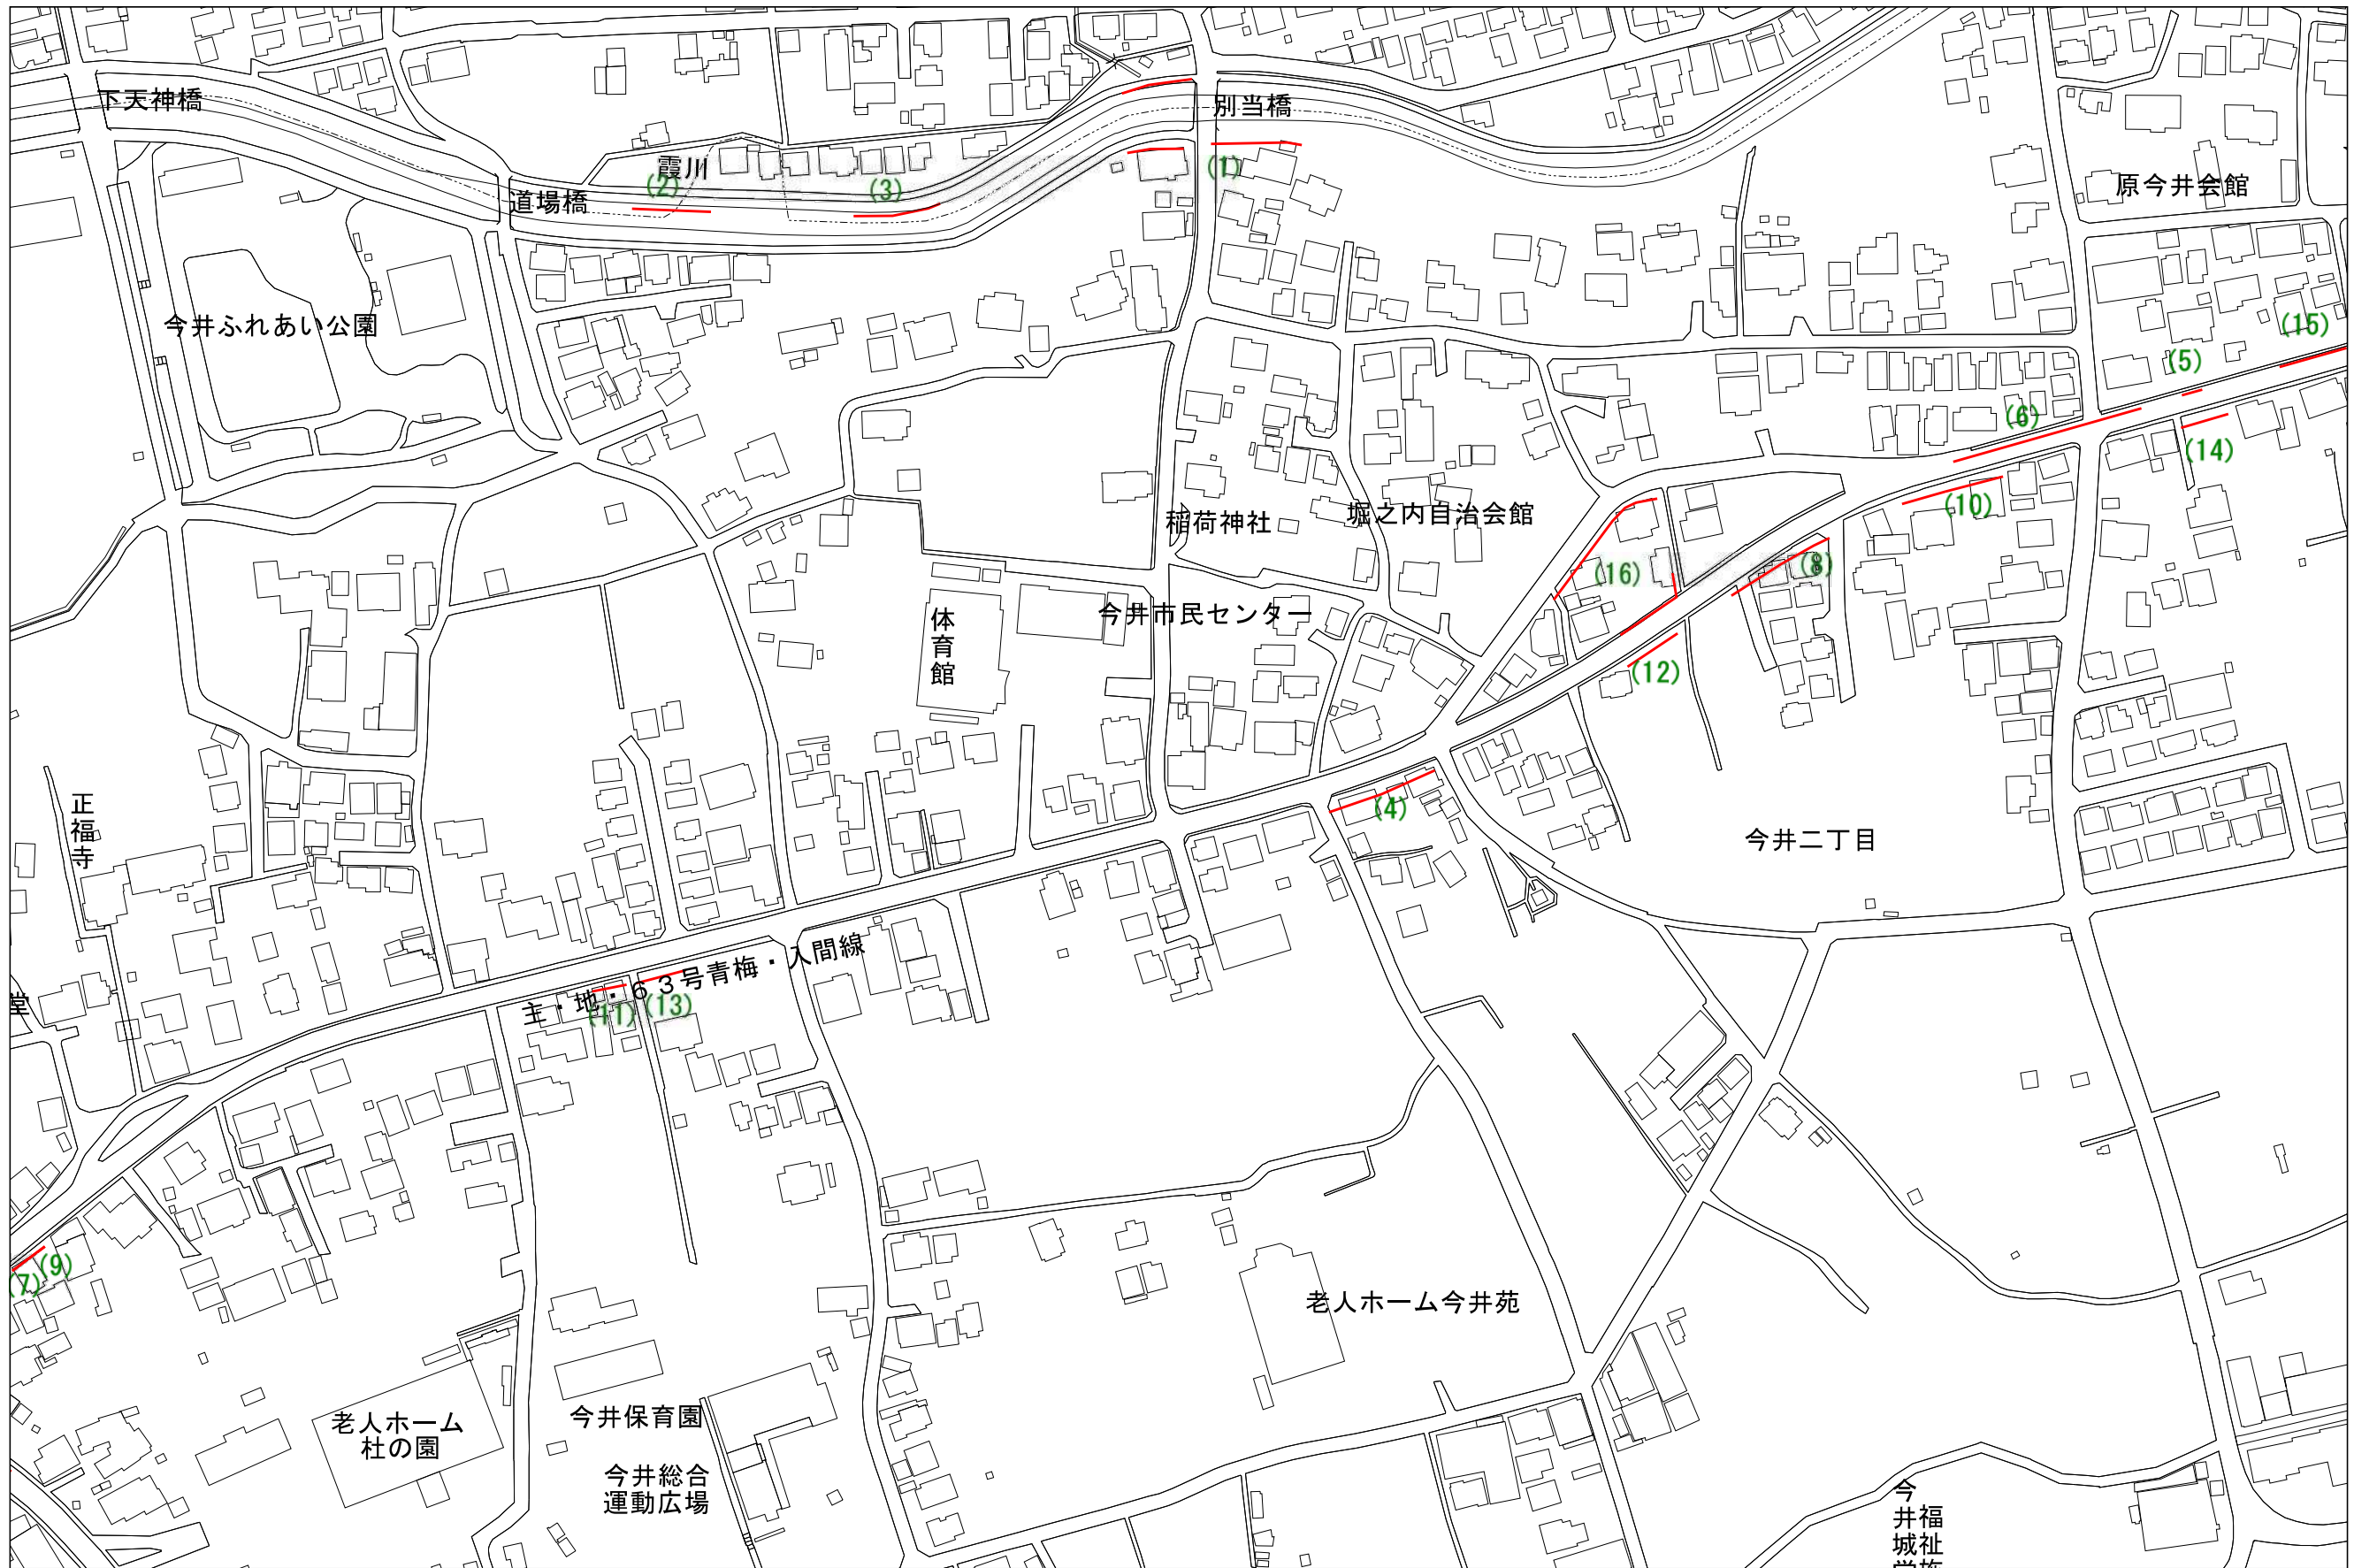 下天神橋
別当橋
霞川
(1)
(2)
(3)
道場橋
原今井会館
今井ふれあい公園
(15)
(5)
(6)
(14)
(10)
稲荷神社
堀之内自治会館
(16)
(8)
体育館
今井市民センター
(12)
正福寺
(4)
今井二丁目
主・地・63号青梅・入間線
(11)
(13)
堂
(9)
(7)
老人ホーム今井苑
老人ホーム
杜の園
今井保育園
今井総合
運動広場
今井城
福祉